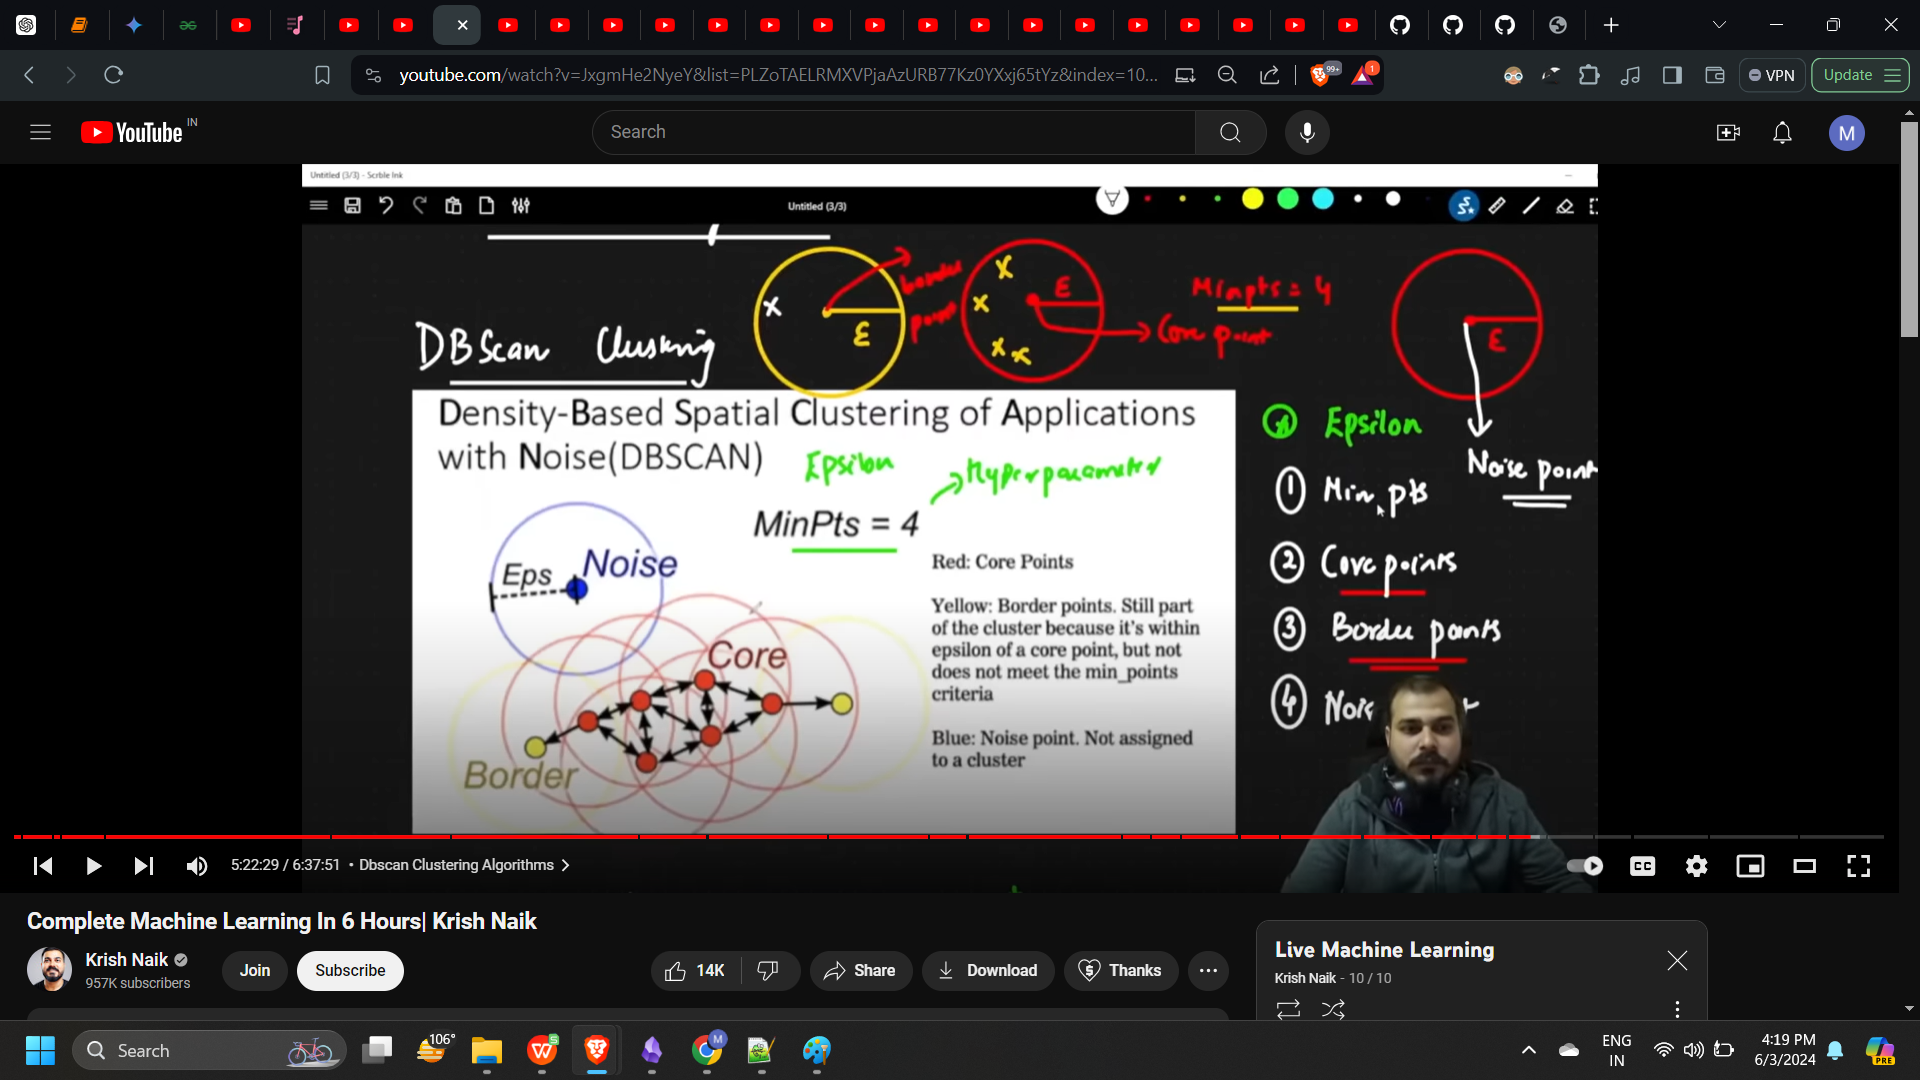 youtube.com/watch?v=JxgmHe2NyeY&list=PLZoTAELRMXVPjaAzURB77Kz0YXxj65tYz&index=10...
99+
1
VPN
Update
YouTube
IN
Search
M
Untitled (3/3) - Scrble Ink
Untitled (3/3)
x
ε
border
point
x
x
x x
ε
Core point
Minpts = 4
ε
DBScan Clustring
Density-Based Spatial Clustering of Applications
with Noise(DBSCAN)
Epsilon
Hyperparameter
MinPts = 4
Eps
Noise
Core
Border
Red: Core Points
Yellow: Border points. Still part
of the cluster because it's within
epsilon of a core point, but not
does not meet the min_points
criteria
Blue: Noise point. Not assigned
to a cluster
Epsilon
Noise point
① Min pts
② Core points
③ Border points
④
5:22:29 / 6:37:51 • Dbscan Clustering Algorithms
CC
Complete Machine Learning In 6 Hours| Krish Naik
Krish Naik
957K subscribers
Join
Subscribe
14K
Share
Download
Thanks
Live Machine Learning
Krish Naik - 10 / 10
Search
106°
W
S
M
ENG
IN
4:19 PM
6/3/2024
PRE